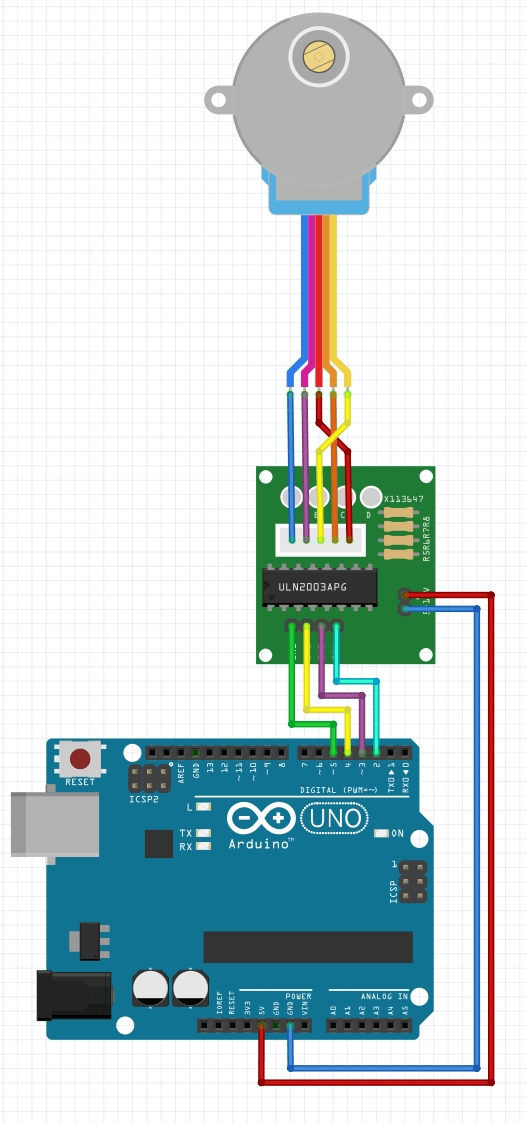 X113647
B C D
R5R6R7R8
ULN2003APG
RESET
ICSP2
AREF
GND
13
12
~11
~10
~9
8
7
~6
~5
4
~3
2
TXO▶1
RXO◀0
DIGITAL (PWM=~)
L
TX
RX
UNO
ON
Arduino™
1
ICSP
POWER
ANALOG IN
IOREF
RESET
3V3
5V
GND
GND
VIN
A0
A1
A2
A3
A4
A5